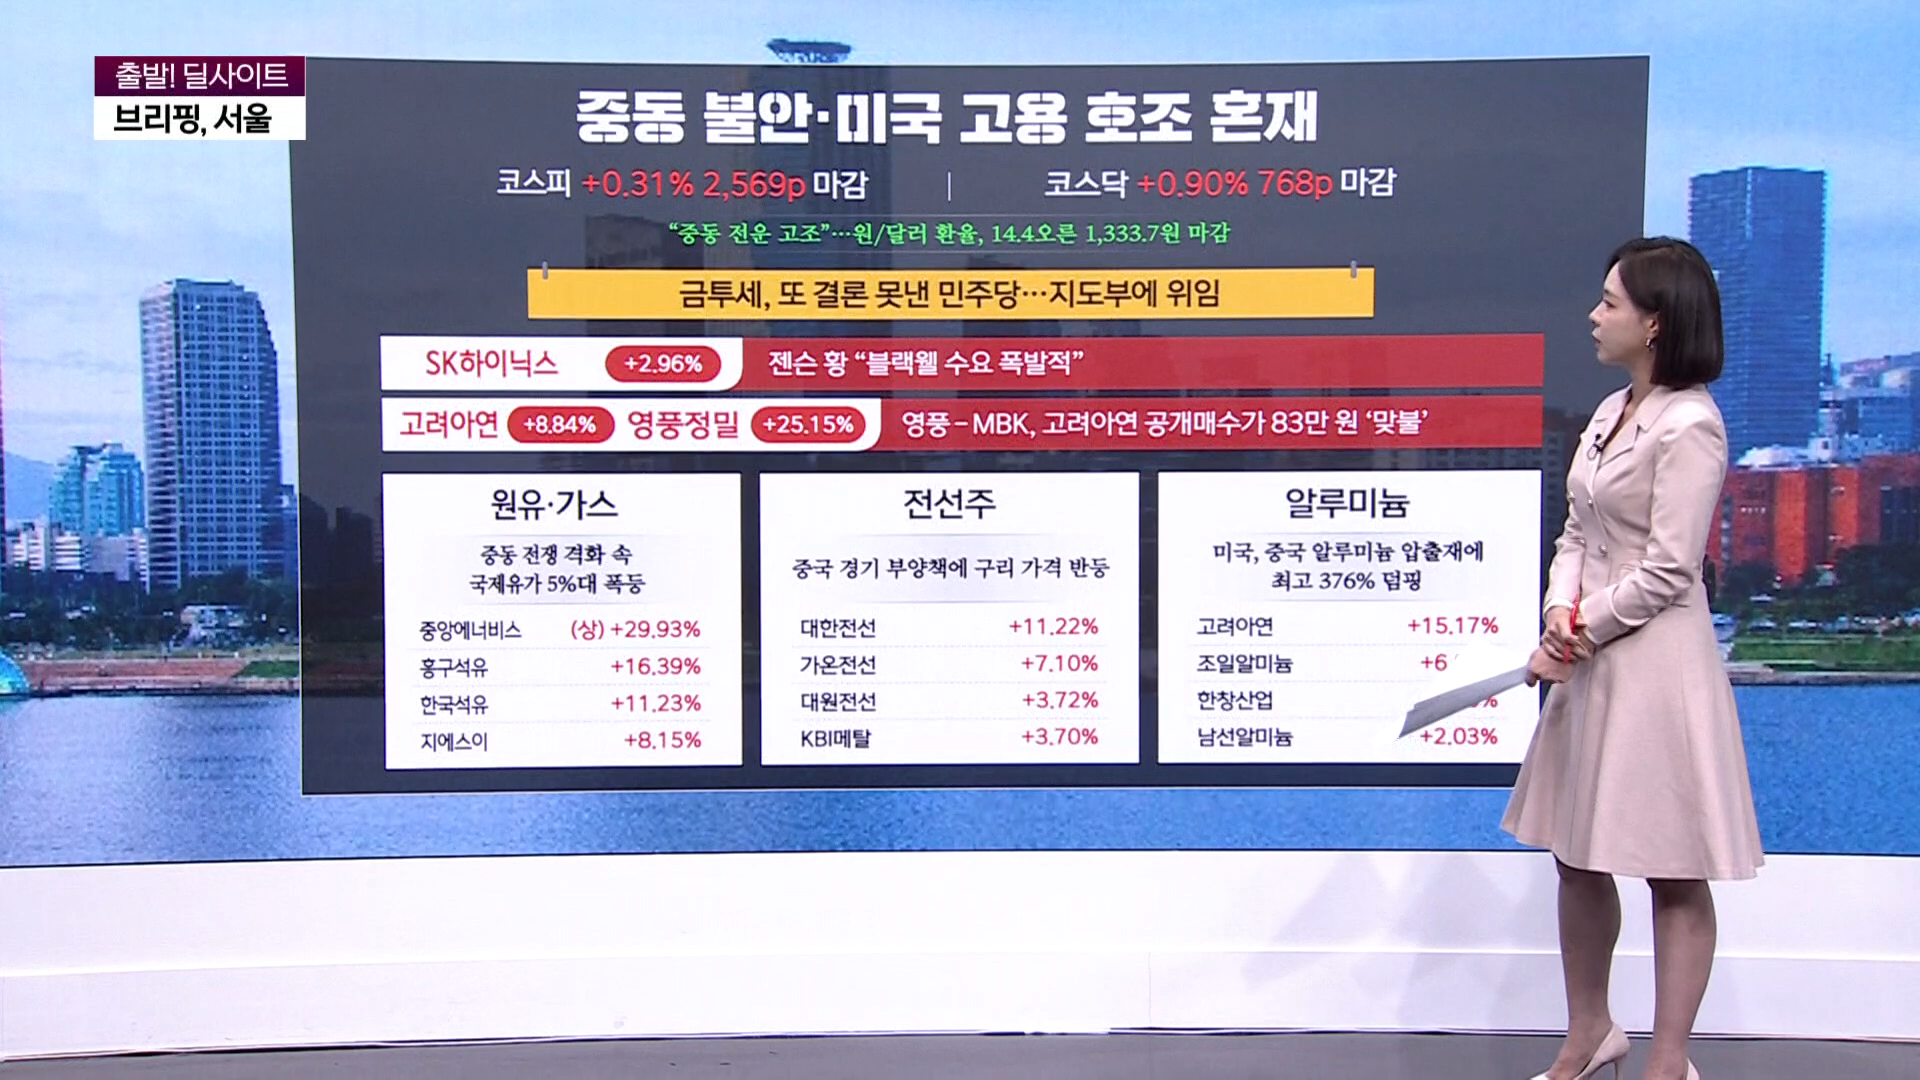 출발! 딜사이트
브리핑, 서울
중동 불안·미국 고용 호조 혼재
코스피 +0.31% 2,569p 마감 | 코스닥 +0.90% 768p 마감
“중동 전운 고조”…원/달러 환율, 14.4오른 1,333.7원 마감
금투세, 또 결론 못낸 민주당…지도부에 위임
SK하이닉스 +2.96% 젠슨 황 “블랙웰 수요 폭발적”
고려아연 +8.84% 영풍정밀 +25.15% 영풍-MBK, 고려아연 공개매수가 83만 원 ‘맞불’
원유·가스
중동 전쟁 격화 속
국제유가 5%대 폭등
중앙에너비스 (상) +29.93%
흥구석유 +16.39%
한국석유 +11.23%
지에스이 +8.15%
전선주
중국 경기 부양책에 구리 가격 반등
대한전선 +11.22%
가온전선 +7.10%
대원전선 +3.72%
KBI메탈 +3.70%
알루미늄
미국, 중국 알루미늄 압출재에
최고 376% 덤핑
고려아연 +15.17%
조일알미늄
한창산업
남선알미늄 +2.03%